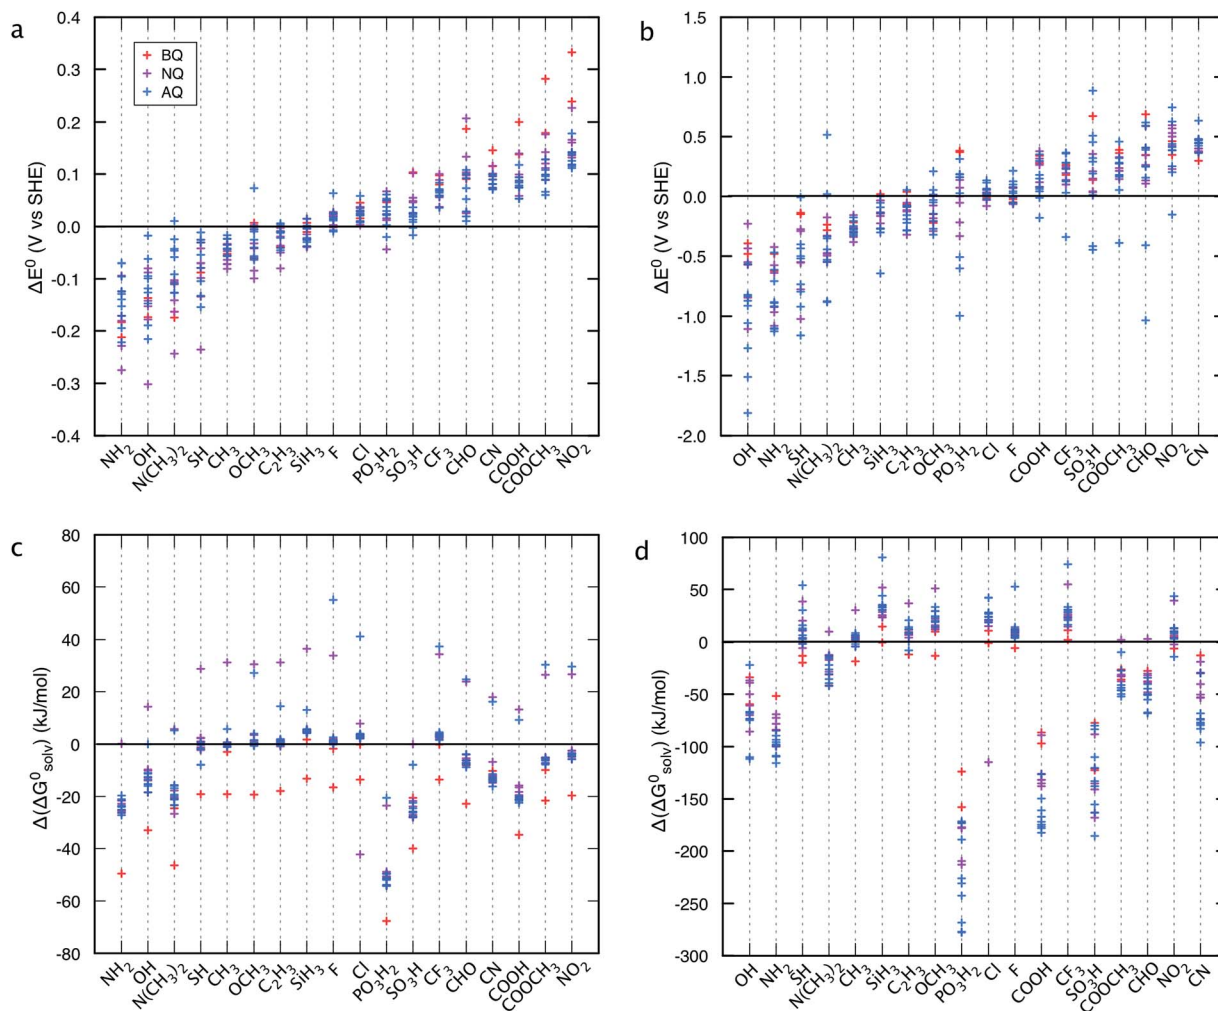 a
0.4
0.3
0.2
0.1
0.0
-0.1
-0.2
-0.3
-0.4
ΔE⁰ (V vs SHE)
BQ
NQ
AQ
NH₂
OH
N(CH₃)₂
SH
CH₃
OCH₃
C₂H₃
SiH₃
F
Cl
PO₃H₂
SO₃H
CF₃
CHO
CN
COOH
COOCH₃
NO₂
b
1.5
1.0
0.5
0.0
-0.5
-1.0
-1.5
-2.0
ΔE⁰ (V vs SHE)
OH
NH₂
SH
N(CH₃)₂
CH₃
SiH₃
C₂H₃
OCH₃
PO₃H₂
Cl
F
COOH
CF₃
SO₃H
COOCH₃
CHO
NO₂
CN
c
80
60
40
20
0
-20
-40
-60
-80
Δ(ΔG⁰solv) (kJ/mol)
NH₂
OH
N(CH₃)₂
SH
CH₃
OCH₃
C₂H₃
SiH₃
F
Cl
PO₃H₂
SO₃H
CF₃
CHO
CN
COOH
COOCH₃
NO₂
d
100
50
0
-50
-100
-150
-200
-250
-300
Δ(ΔG⁰solv) (kJ/mol)
OH
NH₂
SH
N(CH₃)₂
CH₃
SiH₃
C₂H₃
OCH₃
PO₃H₂
Cl
F
COOH
CF₃
SO₃H
COOCH₃
CHO
NO₂
CN